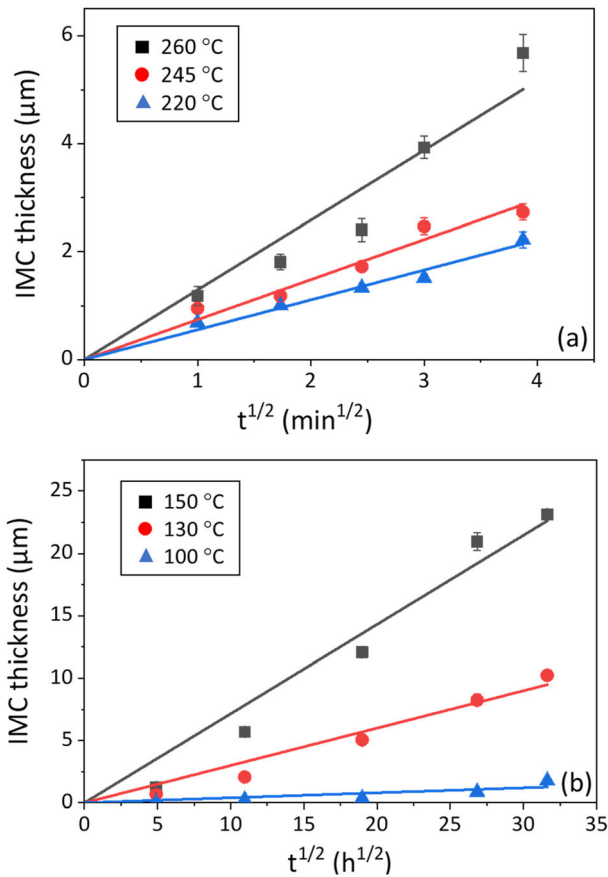 6
260 °C
245 °C
220 °C
4
IMC thickness (µm)
2
0
(a)
0 1 2 3 4
t1/2 (min1/2)
25
150 °C
130 °C
100 °C
20
15
IMC thickness (µm)
10
5
0
(b)
0 5 10 15 20 25 30 35
t1/2 (h1/2)